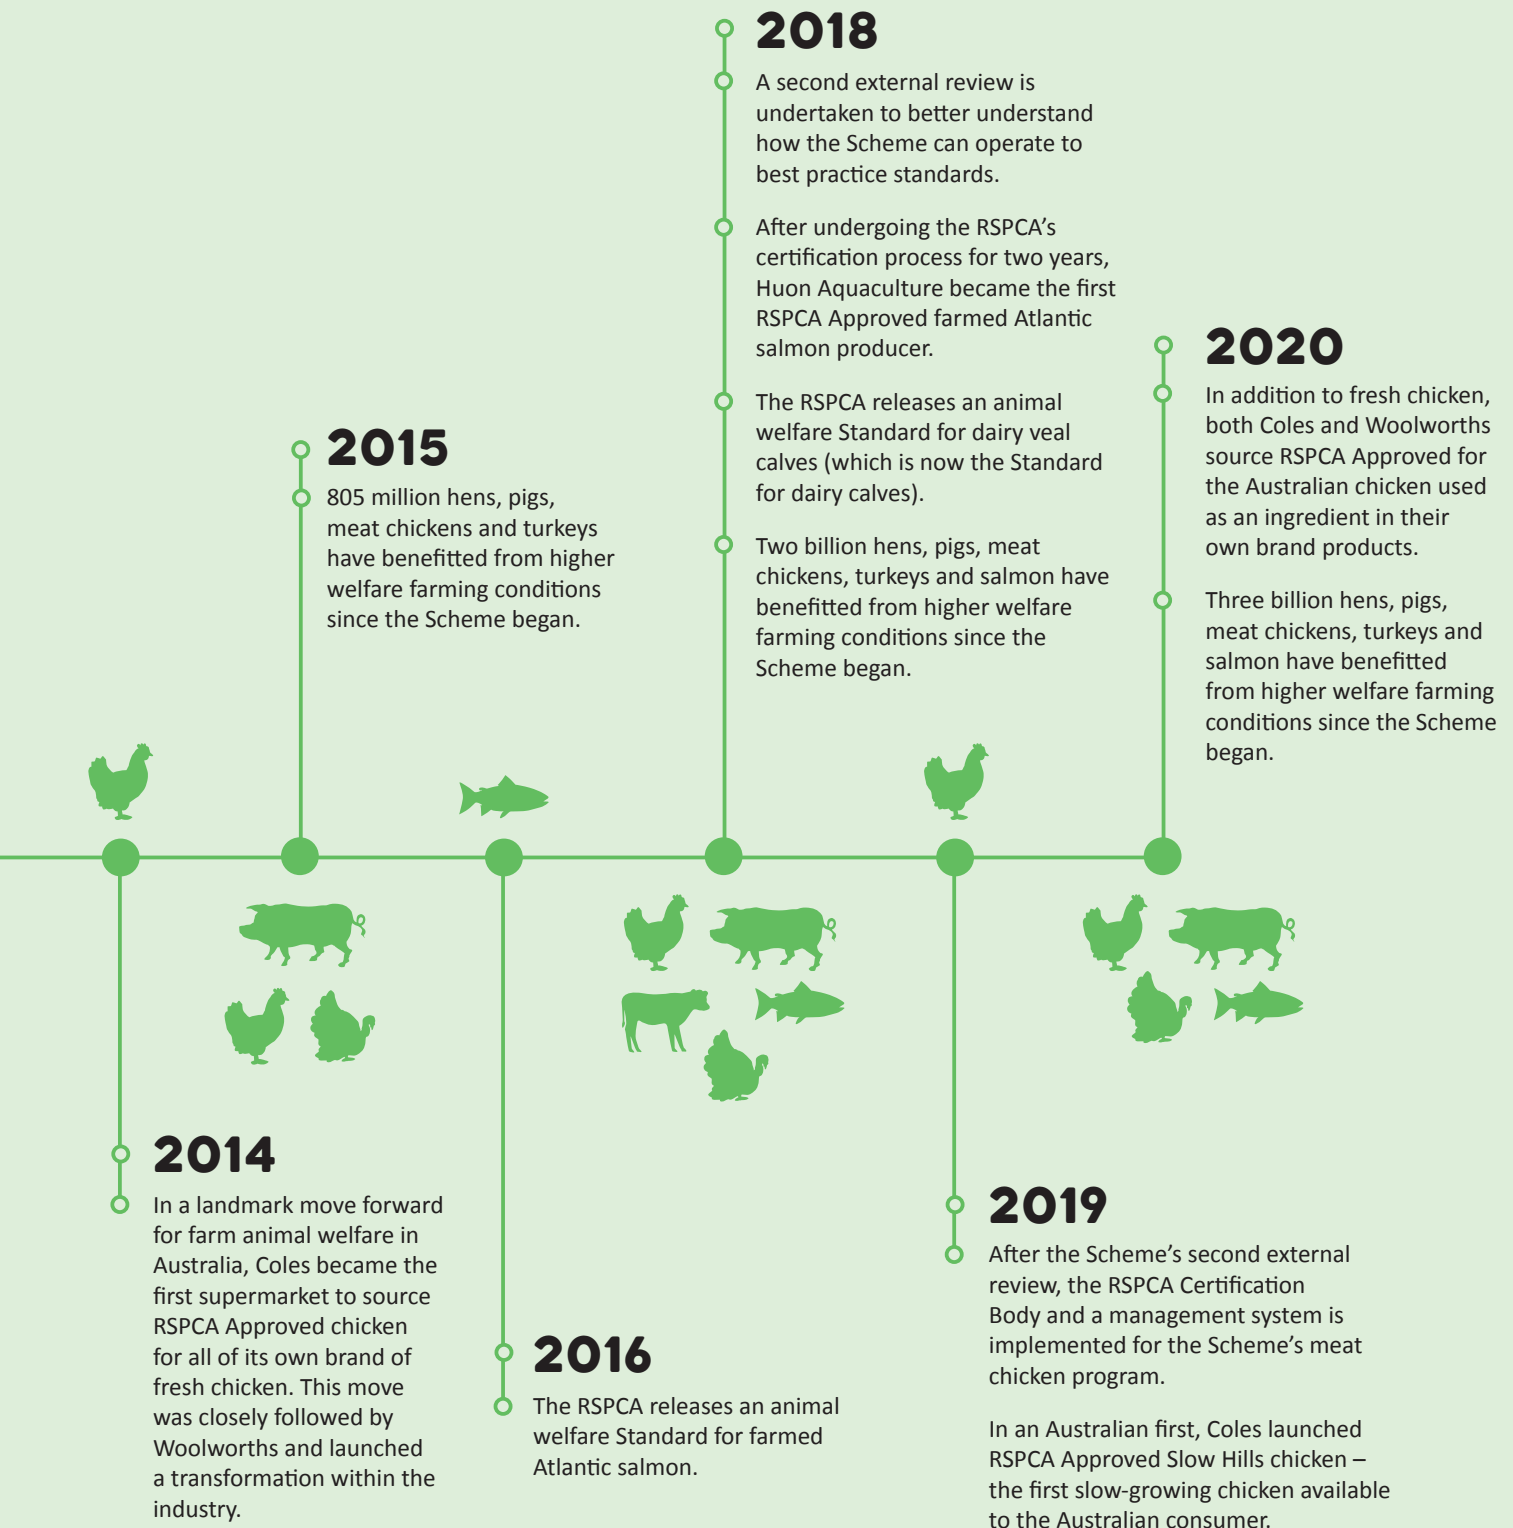 2018
A second external review is
undertaken to better understand
how the Scheme can operate to
best practice standards.
After undergoing the RSPCA’s
certification process for two years,
Huon Aquaculture became the first
RSPCA Approved farmed Atlantic
salmon producer.
The RSPCA releases an animal
welfare Standard for dairy veal
calves (which is now the Standard
for dairy calves).
Two billion hens, pigs, meat
chickens, turkeys and salmon have
benefitted from higher welfare
farming conditions since the
Scheme began.
2020
In addition to fresh chicken,
both Coles and Woolworths
source RSPCA Approved for
the Australian chicken used
as an ingredient in their
own brand products.
Three billion hens, pigs,
meat chickens, turkeys and
salmon have benefitted
from higher welfare farming
conditions since the Scheme
began.
2015
805 million hens, pigs,
meat chickens and turkeys
have benefitted from higher
welfare farming conditions
since the Scheme began.
2014
In a landmark move forward
for farm animal welfare in
Australia, Coles became the
first supermarket to source
RSPCA Approved chicken
for all of its own brand of
fresh chicken. This move
was closely followed by
Woolworths and launched
a transformation within the
industry.
2016
The RSPCA releases an animal
welfare Standard for farmed
Atlantic salmon.
2019
After the Scheme’s second external
review, the RSPCA Certification
Body and a management system is
implemented for the Scheme’s meat
chicken program.
In an Australian first, Coles launched
RSPCA Approved Slow Hills chicken –
the first slow-growing chicken available
to the Australian consumer.